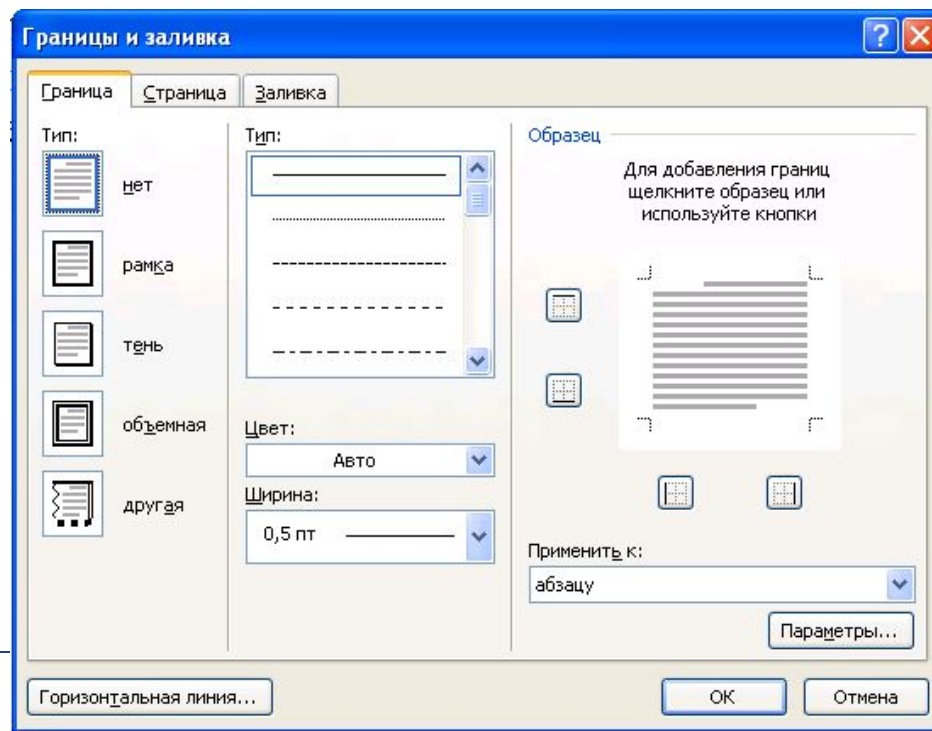 Границы и заливка
Граница
Страница
Заливка
Тип:
нет
рамка
тень
объемная
другая
Тип:
Цвет:
Авто
Ширина:
0,5 пт
Образец
Для добавления границ
щелкните образец или
используйте кнопки
Применить к:
абзацу
Параметры...
Горизонтальная линия...
ОК
Отмена